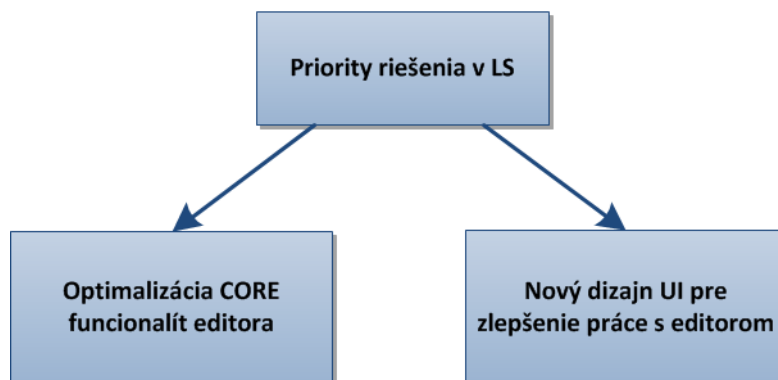 Priority riešenia v LS
Optimalizácia CORE
funcionalít editora
Nový dizajn UI pre
zlepšenie práce s editorom